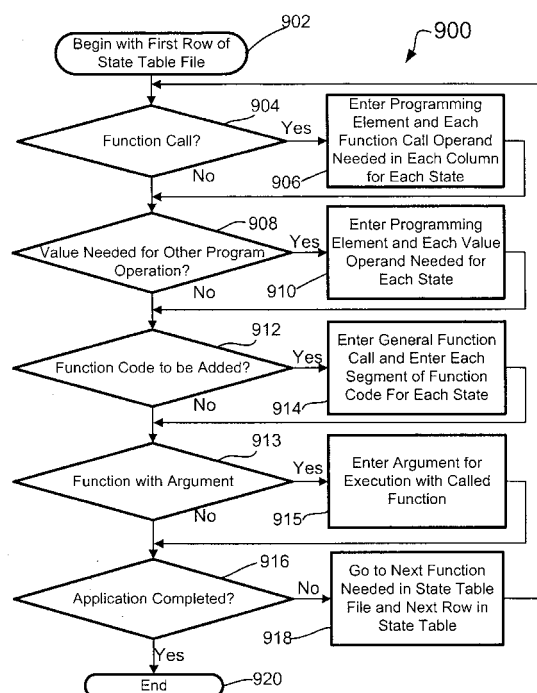 902
900
Begin with First Row of
State Table File
904
Function Call?
Yes
No
Enter Programming
Element and Each
Function Call Operand
Needed in Each Column
for Each State
906
908
Value Needed for Other Program
Operation?
Yes
No
Enter Programming
Element and Each Value
Operand Needed for
Each State
910
912
Function Code to be Added?
Yes
No
Enter General Function
Call and Enter Each
Segment of Function
Code For Each State
914
913
Function with Argument
Yes
No
Enter Argument for
Execution with Called
Function
915
916
Application Completed?
No
Yes
Go to Next Function
Needed in State Table
File and Next Row in
State Table
918
End
920